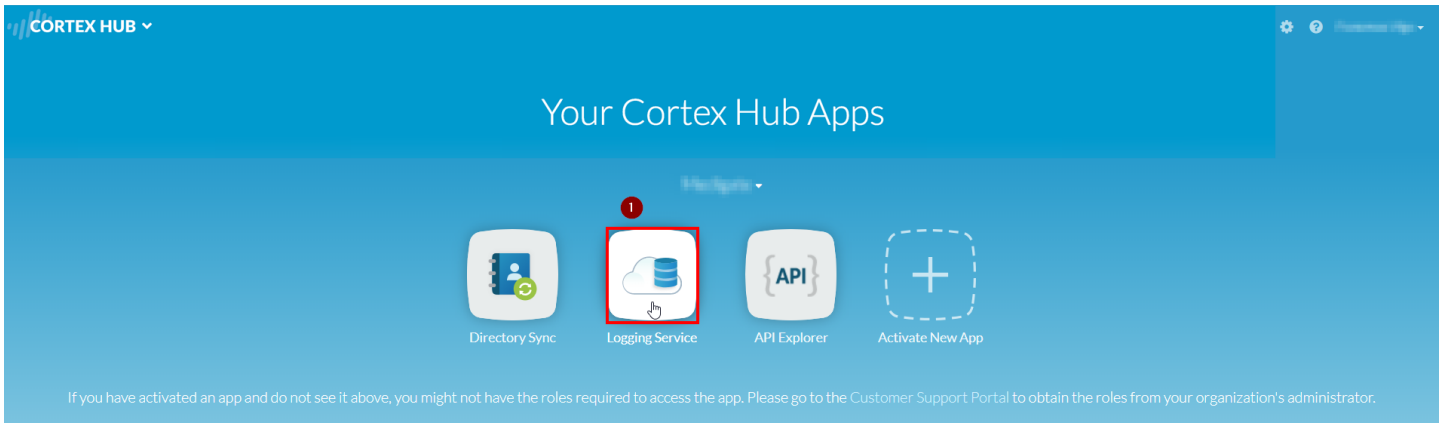 CORTEX HUB
Your Cortex Hub Apps
1
API
Directory Sync
Logging Service
API Explorer
Activate New App
If you have activated an app and do not see it above, you might not have the roles required to access the app. Please go to the Customer Support Portal to obtain the roles from your organization's administrator.